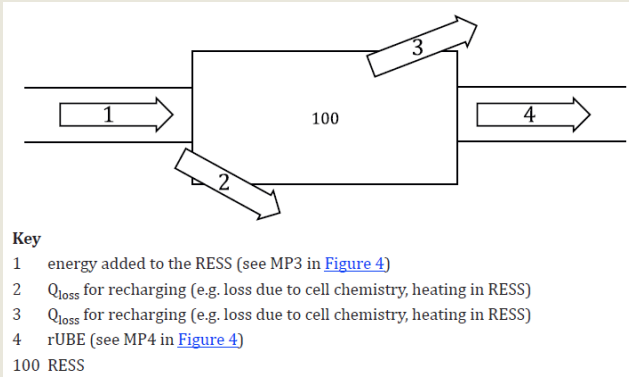 3
1
100
4
2
Key
1 energy added to the RESS (see MP3 in Figure 4)
2 Qloss for recharging (e.g. loss due to cell chemistry, heating in RESS)
3 Qloss for recharging (e.g. loss due to cell chemistry, heating in RESS)
4 rUBE (see MP4 in Figure 4)
100 RESS